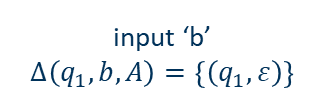 input ‘b’
Δ(q₁, b, A) = {(q₁, ε)}